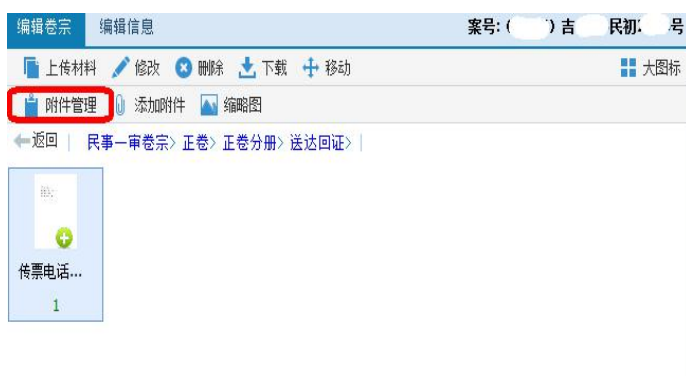 编辑卷宗 编辑信息 案号: ( ) 吉 民初 号
上传材料 修改 删除 下载 移动 大图标
附件管理 添加附件 缩略图
返回 | 民事一审卷宗> 正卷> 正卷分册> 送达回证> |
传票电话...
1